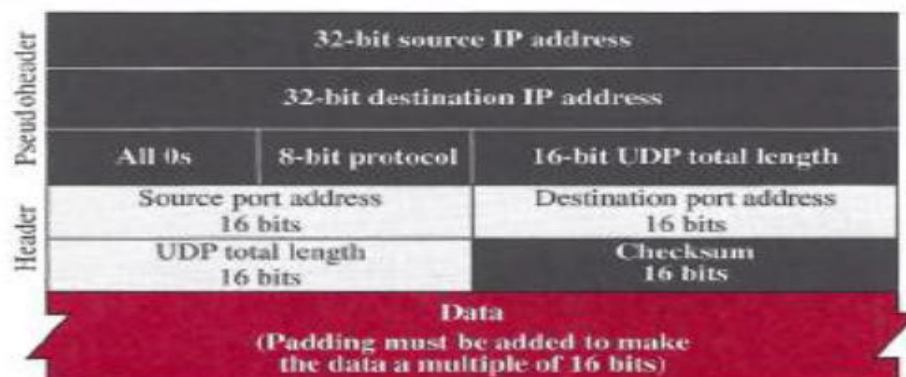 Pseudoheader
32-bit source IP address
32-bit destination IP address
All 0s 8-bit protocol 16-bit UDP total length
Header
Source port address Destination port address
16 bits 16 bits
UDP total length Checksum
16 bits 16 bits
Data
(Padding must be added to make
the data a multiple of 16 bits)